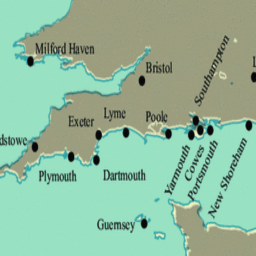 Milford Haven
Bristol
Southampton
Exeter
Lyme
Poole
dstowe
Plymouth
Dartmouth
Yarmouth
Cowes
Portsmouth
New Shoreham
Guernsey
L